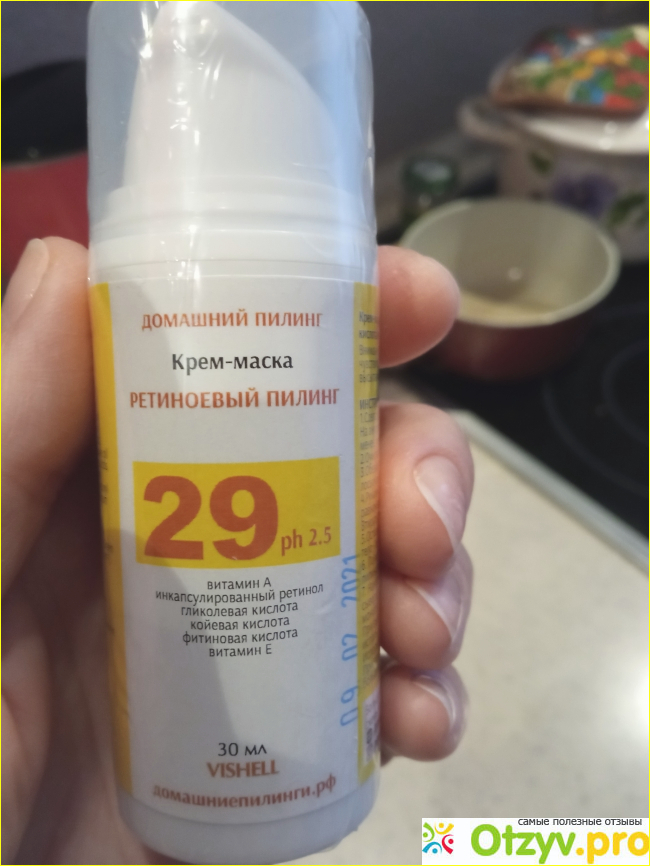 ДОМАШНИЙ ПИЛИНГ
Крем-маска
РЕТИНОЕВЫЙ ПИЛИНГ
29 ph 2.5
витамин А
инкапсулированный ретинол
гликолевая кислота
койевая кислота
фитиновая кислота
витамин Е
30 мл
VISHELL
домашниепилинги.рф
09 02 2021
самые полезные отзывы
Otzyv.pro